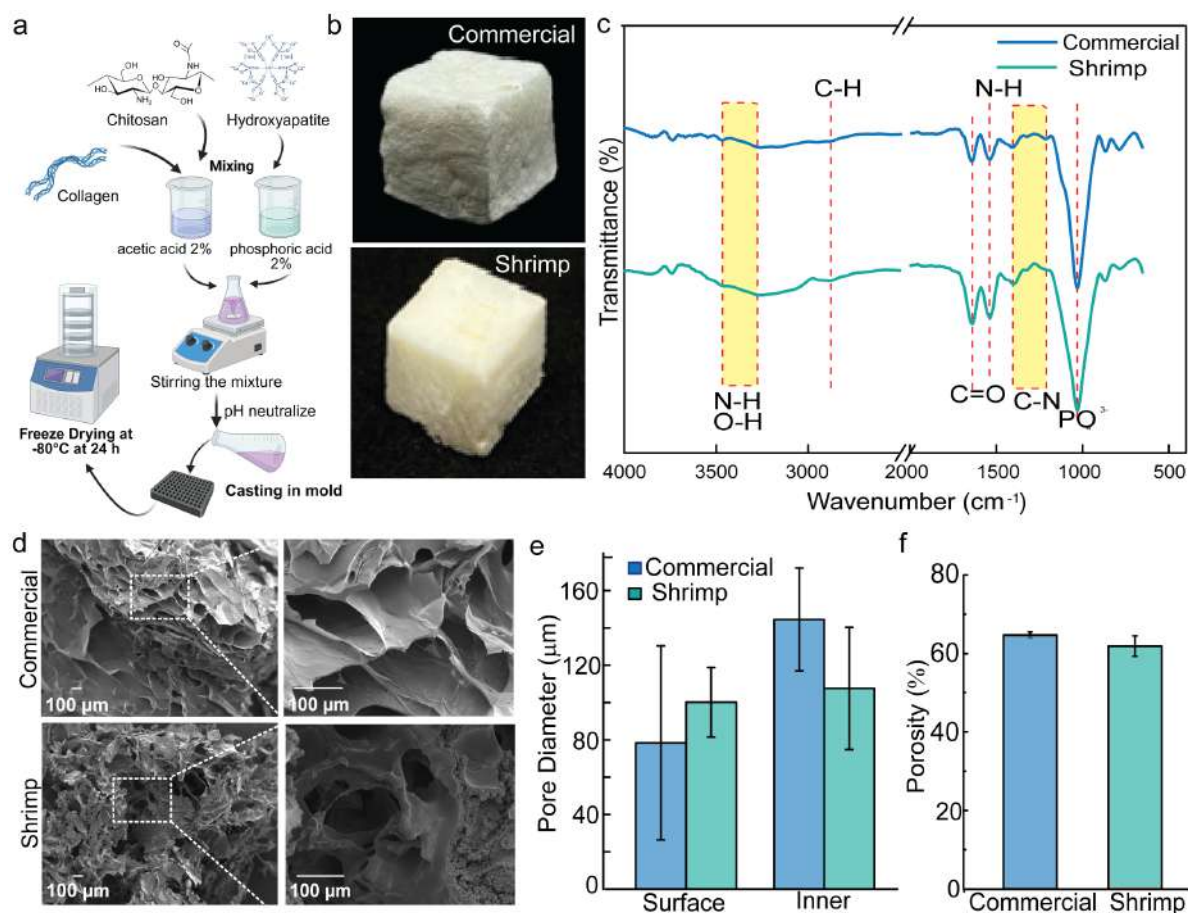 a
Chitosan
Hydroxyapatite
Collagen
Mixing
acetic acid 2%
phosphoric acid
2%
Stirring the mixture
pH neutralize
Freeze Drying at
-80°C at 24 h
Casting in mold
b
Commercial
Shrimp
c
Commercial
Shrimp
C-H
N-H
N-H
O-H
C=O
C-N
PO³⁻
Transmittance (%)
4000
3500
3000
2000
1500
1000
500
Wavenumber (cm⁻¹)
d
Commercial
Shrimp
100 µm
100 µm
100 µm
100 µm
e
Commercial
Shrimp
Pore Diameter (µm)
160
120
80
40
0
Surface
Inner
f
Porosity (%)
80
60
40
20
0
Commercial
Shrimp